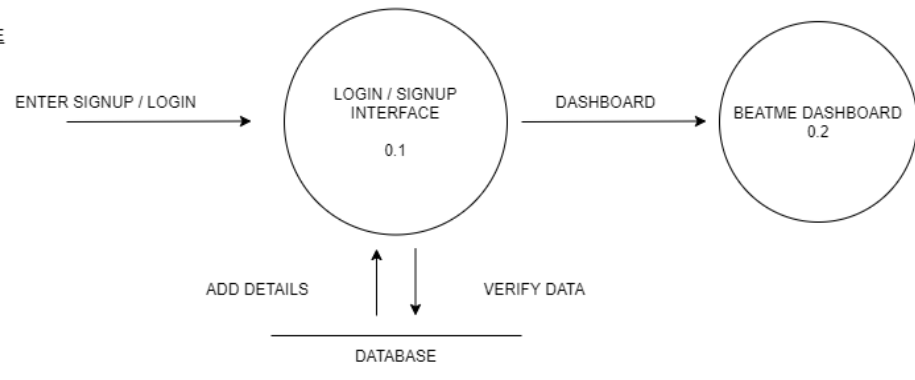 E
ENTER SIGNUP / LOGIN
LOGIN / SIGNUP
INTERFACE
0.1
DASHBOARD
BEATME DASHBOARD
0.2
ADD DETAILS
VERIFY DATA
DATABASE